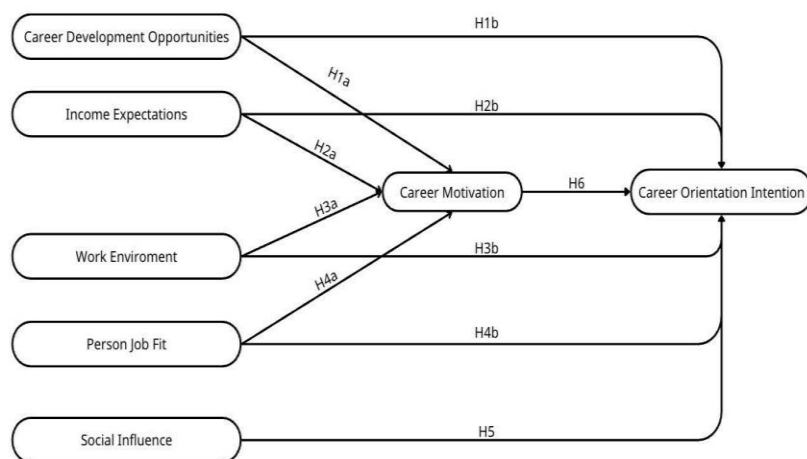 Career Development Opportunities
H1b
H1a
Income Expectations
H2b
H2a
Career Motivation
H6
Career Orientation Intention
H3a
Work Enviroment
H3b
H4a
Person Job Fit
H4b
Social Influence
H5